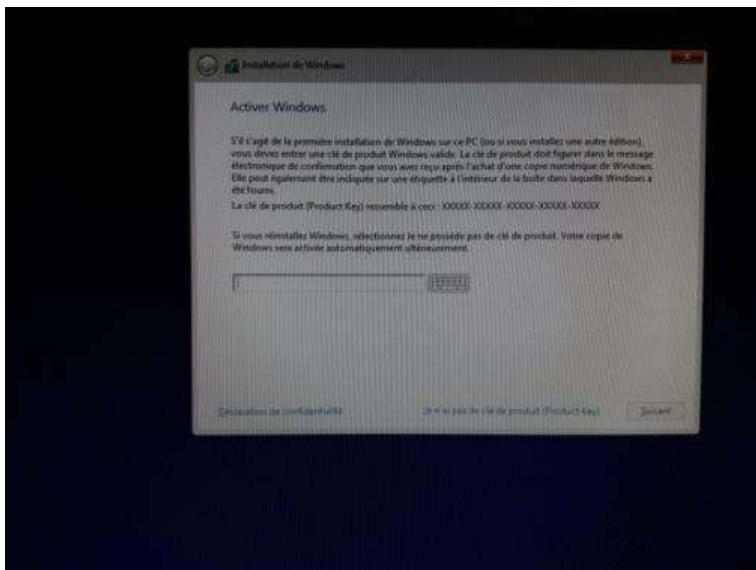 Installation de Windows
Activer Windows
S'il s'agit de la première installation de Windows sur ce PC (ou si vous installez une autre édition),
vous devez entrer une clé de produit Windows valide. La clé de produit doit figurer dans le message
électronique de confirmation que vous avez reçu après l'achat d'une copie numérique de Windows.
Elle peut également être indiquée sur une étiquette à l'intérieur de la boîte dans laquelle Windows a
été fourni.
La clé de produit (Product Key) ressemble à ceci : XXXXX-XXXXX-XXXXX-XXXXX-XXXXX
Si vous réinstallez Windows, sélectionnez Je ne possède pas de clé de produit. Votre copie de
Windows sera activée automatiquement ultérieurement.
Déclaration de confidentialité
Je n'ai pas de clé de produit (Product Key)
Suivant